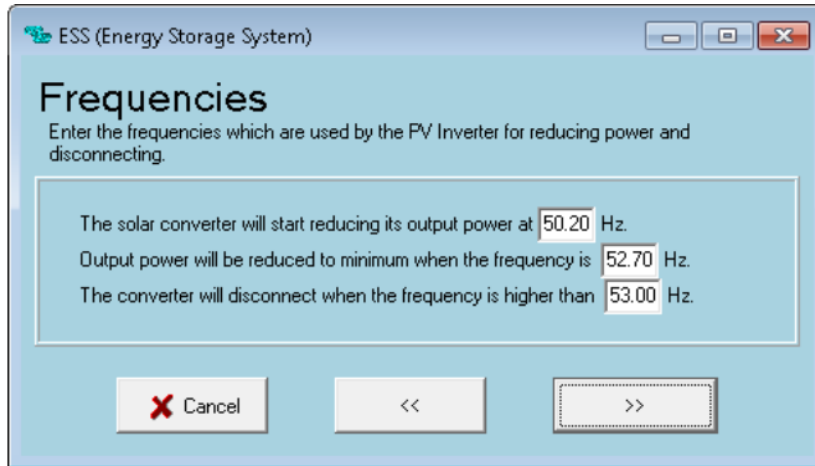 ESS (Energy Storage System)
Frequencies
Enter the frequencies which are used by the PV Inverter for reducing power and
disconnecting.
The solar converter will start reducing its output power at 50.20 Hz.
Output power will be reduced to minimum when the frequency is 52.70 Hz.
The converter will disconnect when the frequency is higher than 53.00 Hz.
Cancel << >>